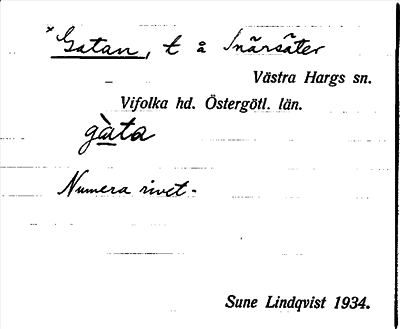 × Gatan, t å Snärsäter
Västra Hargs sn.
Vifolka hd. Östergötl. län.
gàta
Numera rivet.
Sune Lindqvist 1934.